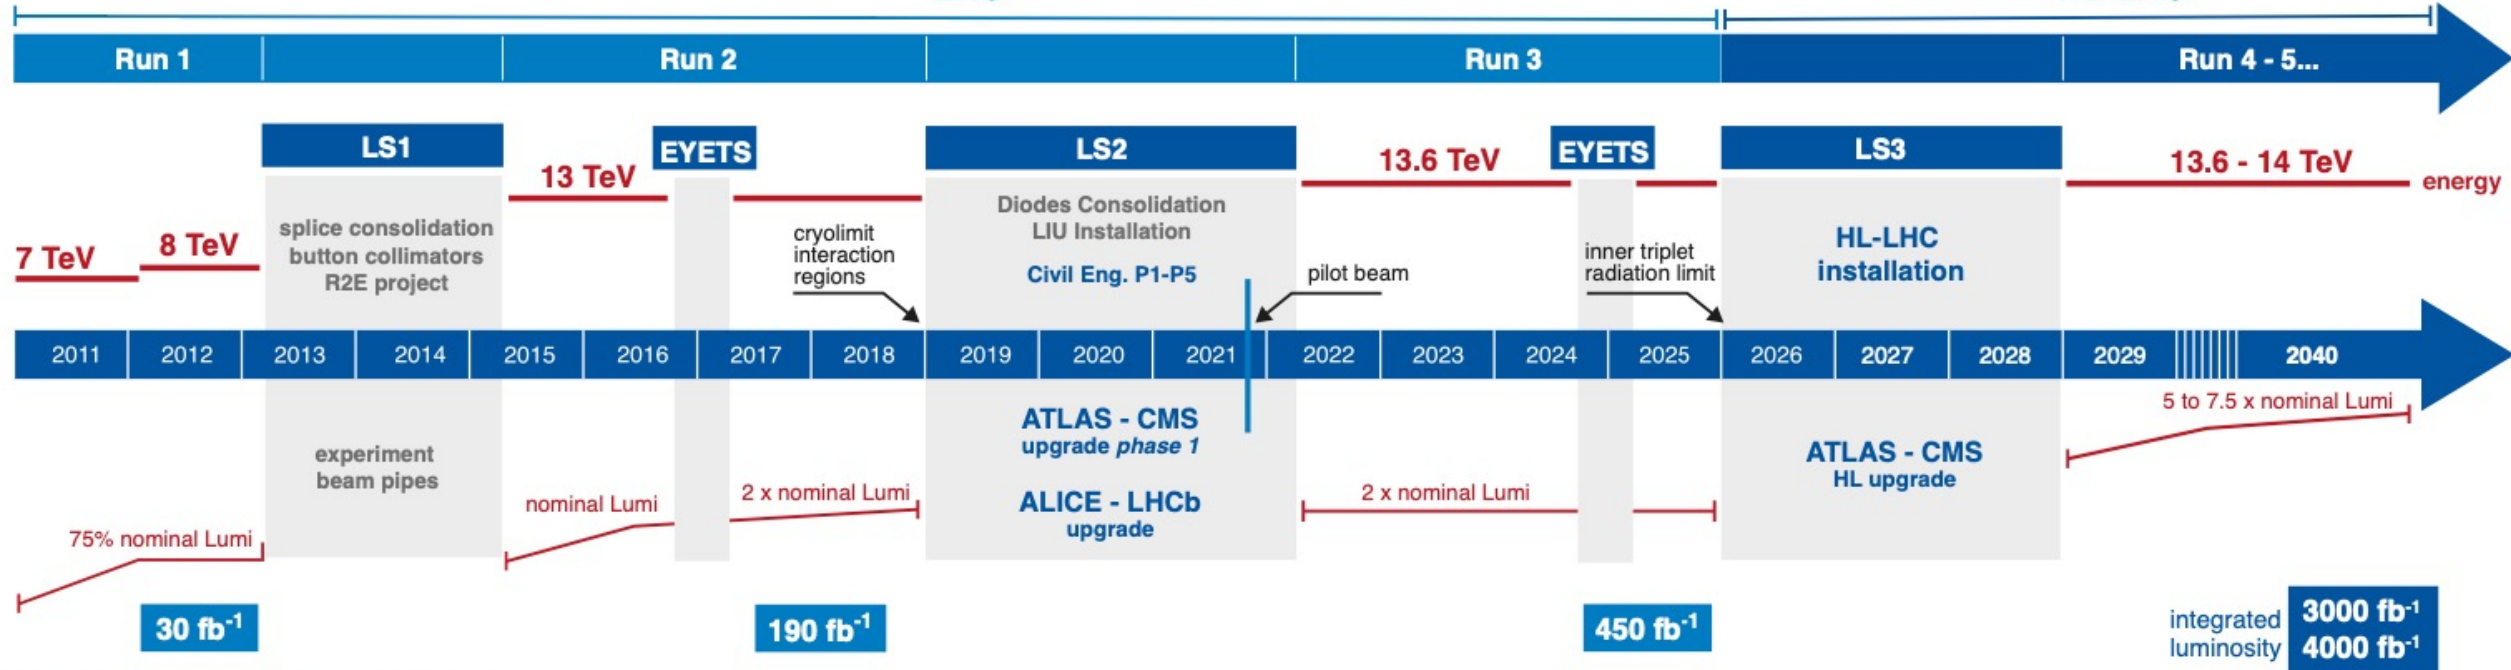 Run 1
Run 2
Run 3
Run 4 - 5...
LS1
EYETS
LS2
EYETS
LS3
13 TeV
13.6 TeV
13.6 - 14 TeV
energy
7 TeV
8 TeV
splice consolidation
button collimators
R2E project
cryolimit
interaction
regions
Diodes Consolidation
LIU Installation
Civil Eng. P1-P5
pilot beam
inner triplet
radiation limit
HL-LHC
installation
2011
2012
2013
2014
2015
2016
2017
2018
2019
2020
2021
2022
2023
2024
2025
2026
2027
2028
2029
2040
5 to 7.5 x nominal Lumi
experiment
beam pipes
ATLAS - CMS
upgrade phase 1
ALICE - LHCb
upgrade
ATLAS - CMS
HL upgrade
75% nominal Lumi
nominal Lumi
2 x nominal Lumi
2 x nominal Lumi
30 fb⁻¹
190 fb⁻¹
450 fb⁻¹
integrated
luminosity
3000 fb⁻¹
4000 fb⁻¹